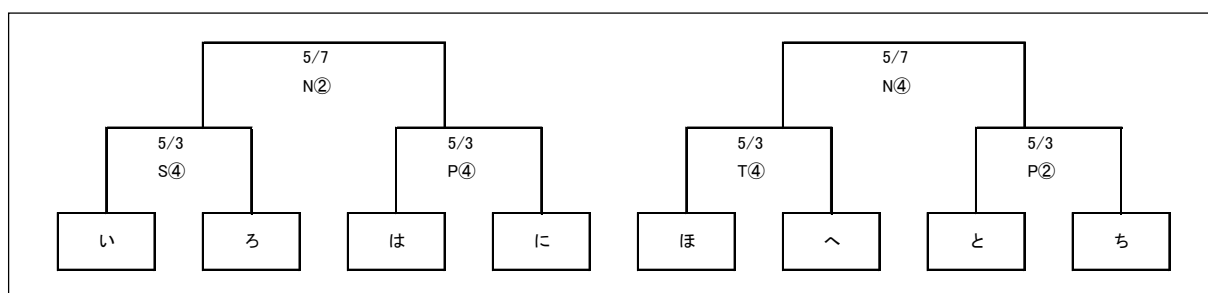 5/7 5/7
N② N④
5/3 5/3 5/3 5/3
S④ P④ T④ P②
い ろ は に ほ へ と ち